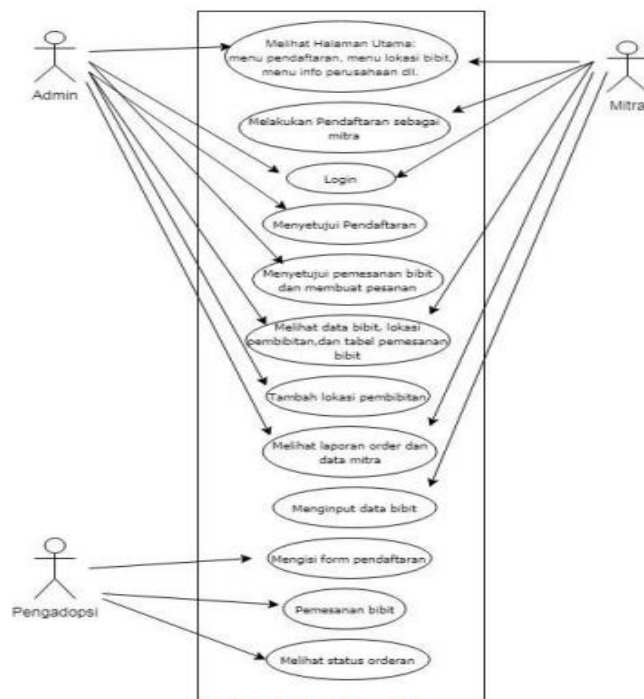 Melihat Halaman Utama:
menu pendaftaran, menu lokasi bibit,
menu info perusahaan dll.
Admin
Mitra
Melakukan Pendaftaran sebagai
mitra
Login
Menyetujui Pendaftaran
Menyetujui pemesanan bibit
dan membuat pesanan
Melihat data bibit, lokasi
pembibitan,dan tabel pemesanan
bibit
Tambah lokasi pembibitan
Melihat laporan order dan
data mitra
Menginput data bibit
Mengisi form pendaftaran
Pengadopsi
Pemesanan bibit
Melihat status orderan